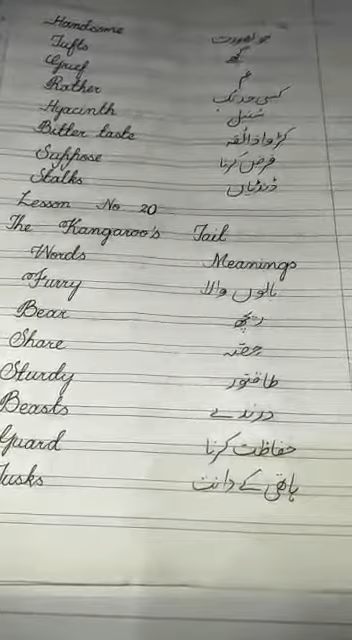 Handsome خوبصورت
Tufts گچھے
Grief غم
Rather کسی حد تک
Hyacinth سُنبل
Bitter taste کڑوا ذائقہ
Suppose فرض کرنا
Stalks ڈنڈیاں
Lesson No 20
The Kangaroo's Tail
Words Meanings
Furry بالوں والا
Bear ریچھ
Share حصّہ
Sturdy طاقتور
Beasts درندے
Guard حفاظت کرنا
Tusks ہاتھی کے دانت